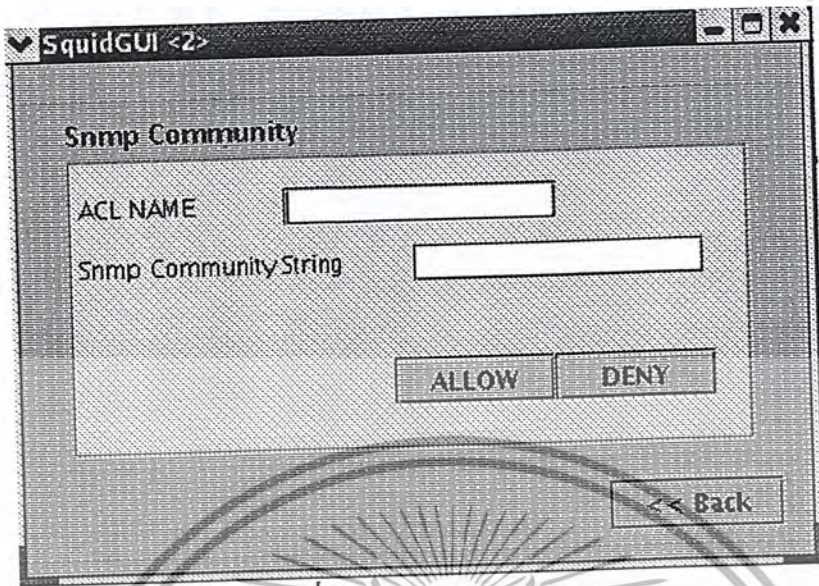 SquidGUI <2>
Snmp Community
ACL NAME
Snmp Community String
ALLOW DENY
<< Back